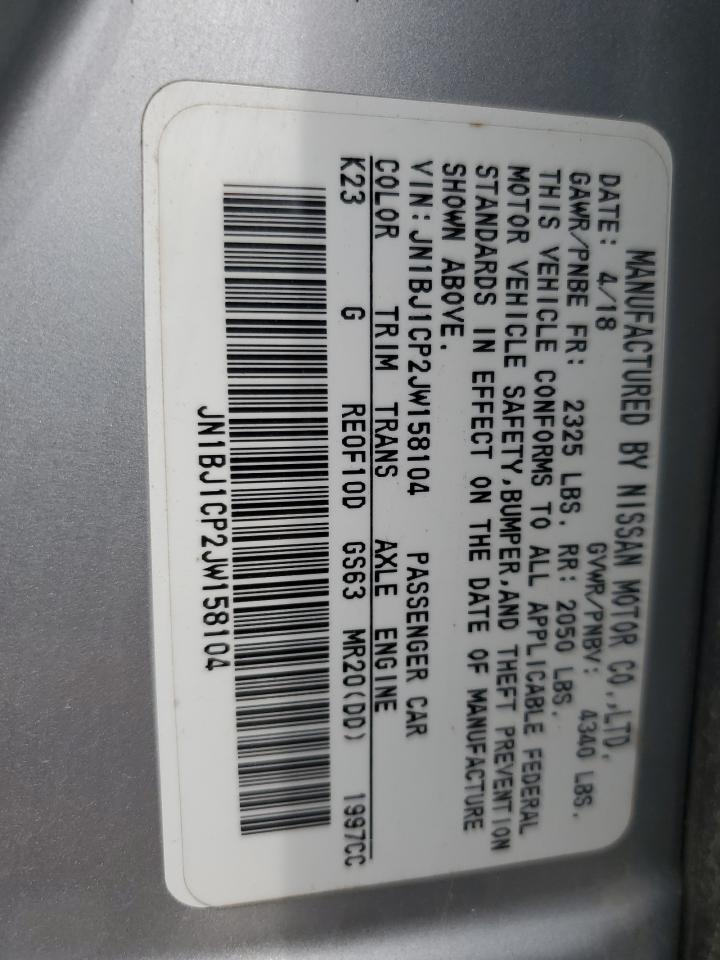 MANUFACTURED BY NISSAN MOTOR CO.,LTD.
DATE: 4/18 GVWR/PNBV: 4340 LBS.
GAWR/PNBE FR: 2325 LBS. RR: 2050 LBS.
THIS VEHICLE CONFORMS TO ALL APPLICABLE FEDERAL
MOTOR VEHICLE SAFETY,BUMPER,AND THEFT PREVENTION
STANDARDS IN EFFECT ON THE DATE OF MANUFACTURE
SHOWN ABOVE.
VIN:JN1BJ1CP2JW158104 PASSENGER CAR
COLOR TRIM TRANS AXLE ENGINE
K23 G RE0F10D GS63 MR20(DD) 1997CC
JN1BJ1CP2JW158104